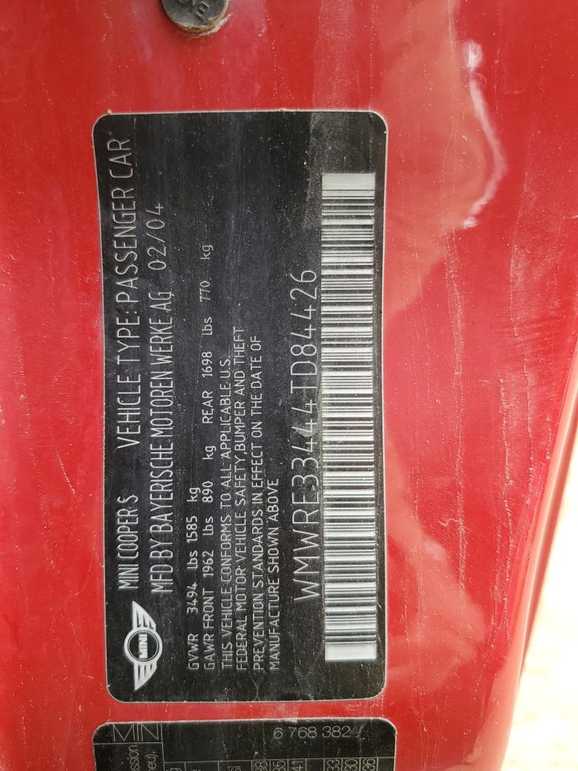 MINI COOPER S VEHICLE TYPE: PASSENGER CAR
MFD BY: BAYERISCHE MOTOREN WERKE AG 02/04
MINI
GVWR 3494 Lbs 1585 kg
GAWR FRONT 1962 Lbs 890 kg REAR 1698 Lbs 770 kg
THIS VEHICLE CONFORMS TO ALL APPLICABLE U.S.
FEDERAL MOTOR VEHICLE SAFETY, BUMPER AND THEFT
PREVENTION STANDARDS IN EFFECT ON THE DATE OF
MANUFACTURE SHOWN ABOVE
WMWRE33444TD84426
MIN
6 768 382